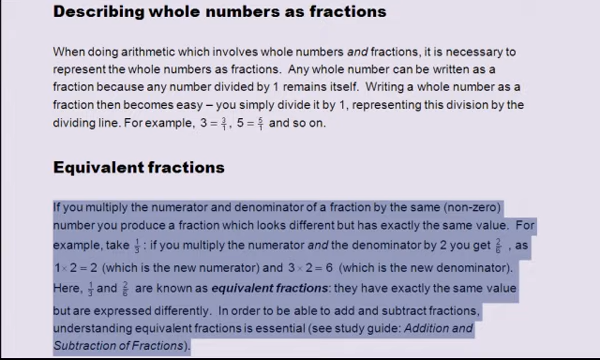 Describing whole numbers as fractions
When doing arithmetic which involves whole numbers and fractions, it is necessary to
represent the whole numbers as fractions. Any whole number can be written as a
fraction because any number divided by 1 remains itself. Writing a whole number as a
fraction then becomes easy – you simply divide it by 1, representing this division by the
dividing line. For example, 3 = 3/1, 5 = 5/1 and so on.
Equivalent fractions
If you multiply the numerator and denominator of a fraction by the same (non-zero)
number you produce a fraction which looks different but has exactly the same value. For
example, take 1/3 : if you multiply the numerator and the denominator by 2 you get 2/6 , as
1 × 2 = 2 (which is the new numerator) and 3 × 2 = 6 (which is the new denominator).
Here, 1/3 and 2/6 are known as equivalent fractions: they have exactly the same value
but are expressed differently. In order to be able to add and subtract fractions,
understanding equivalent fractions is essential (see study guide: Addition and
Subtraction of Fractions).